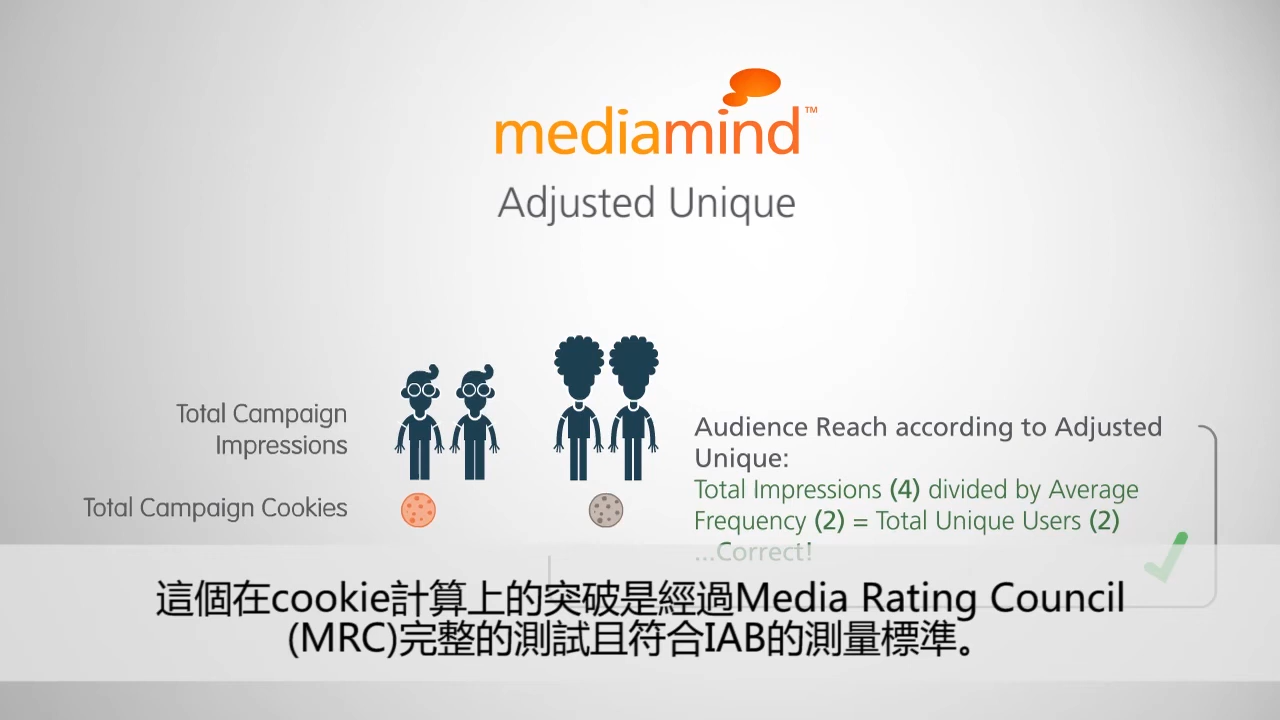 mediamind™
Adjusted Unique
Total Campaign
Impressions
Total Campaign Cookies
Audience Reach according to Adjusted
Unique:
Total Impressions (4) divided by Average
Frequency (2) = Total Unique Users (2)
...Correct!
這個在cookie計算上的突破是經過Media Rating Council
(MRC)完整的測試且符合IAB的測量標準。